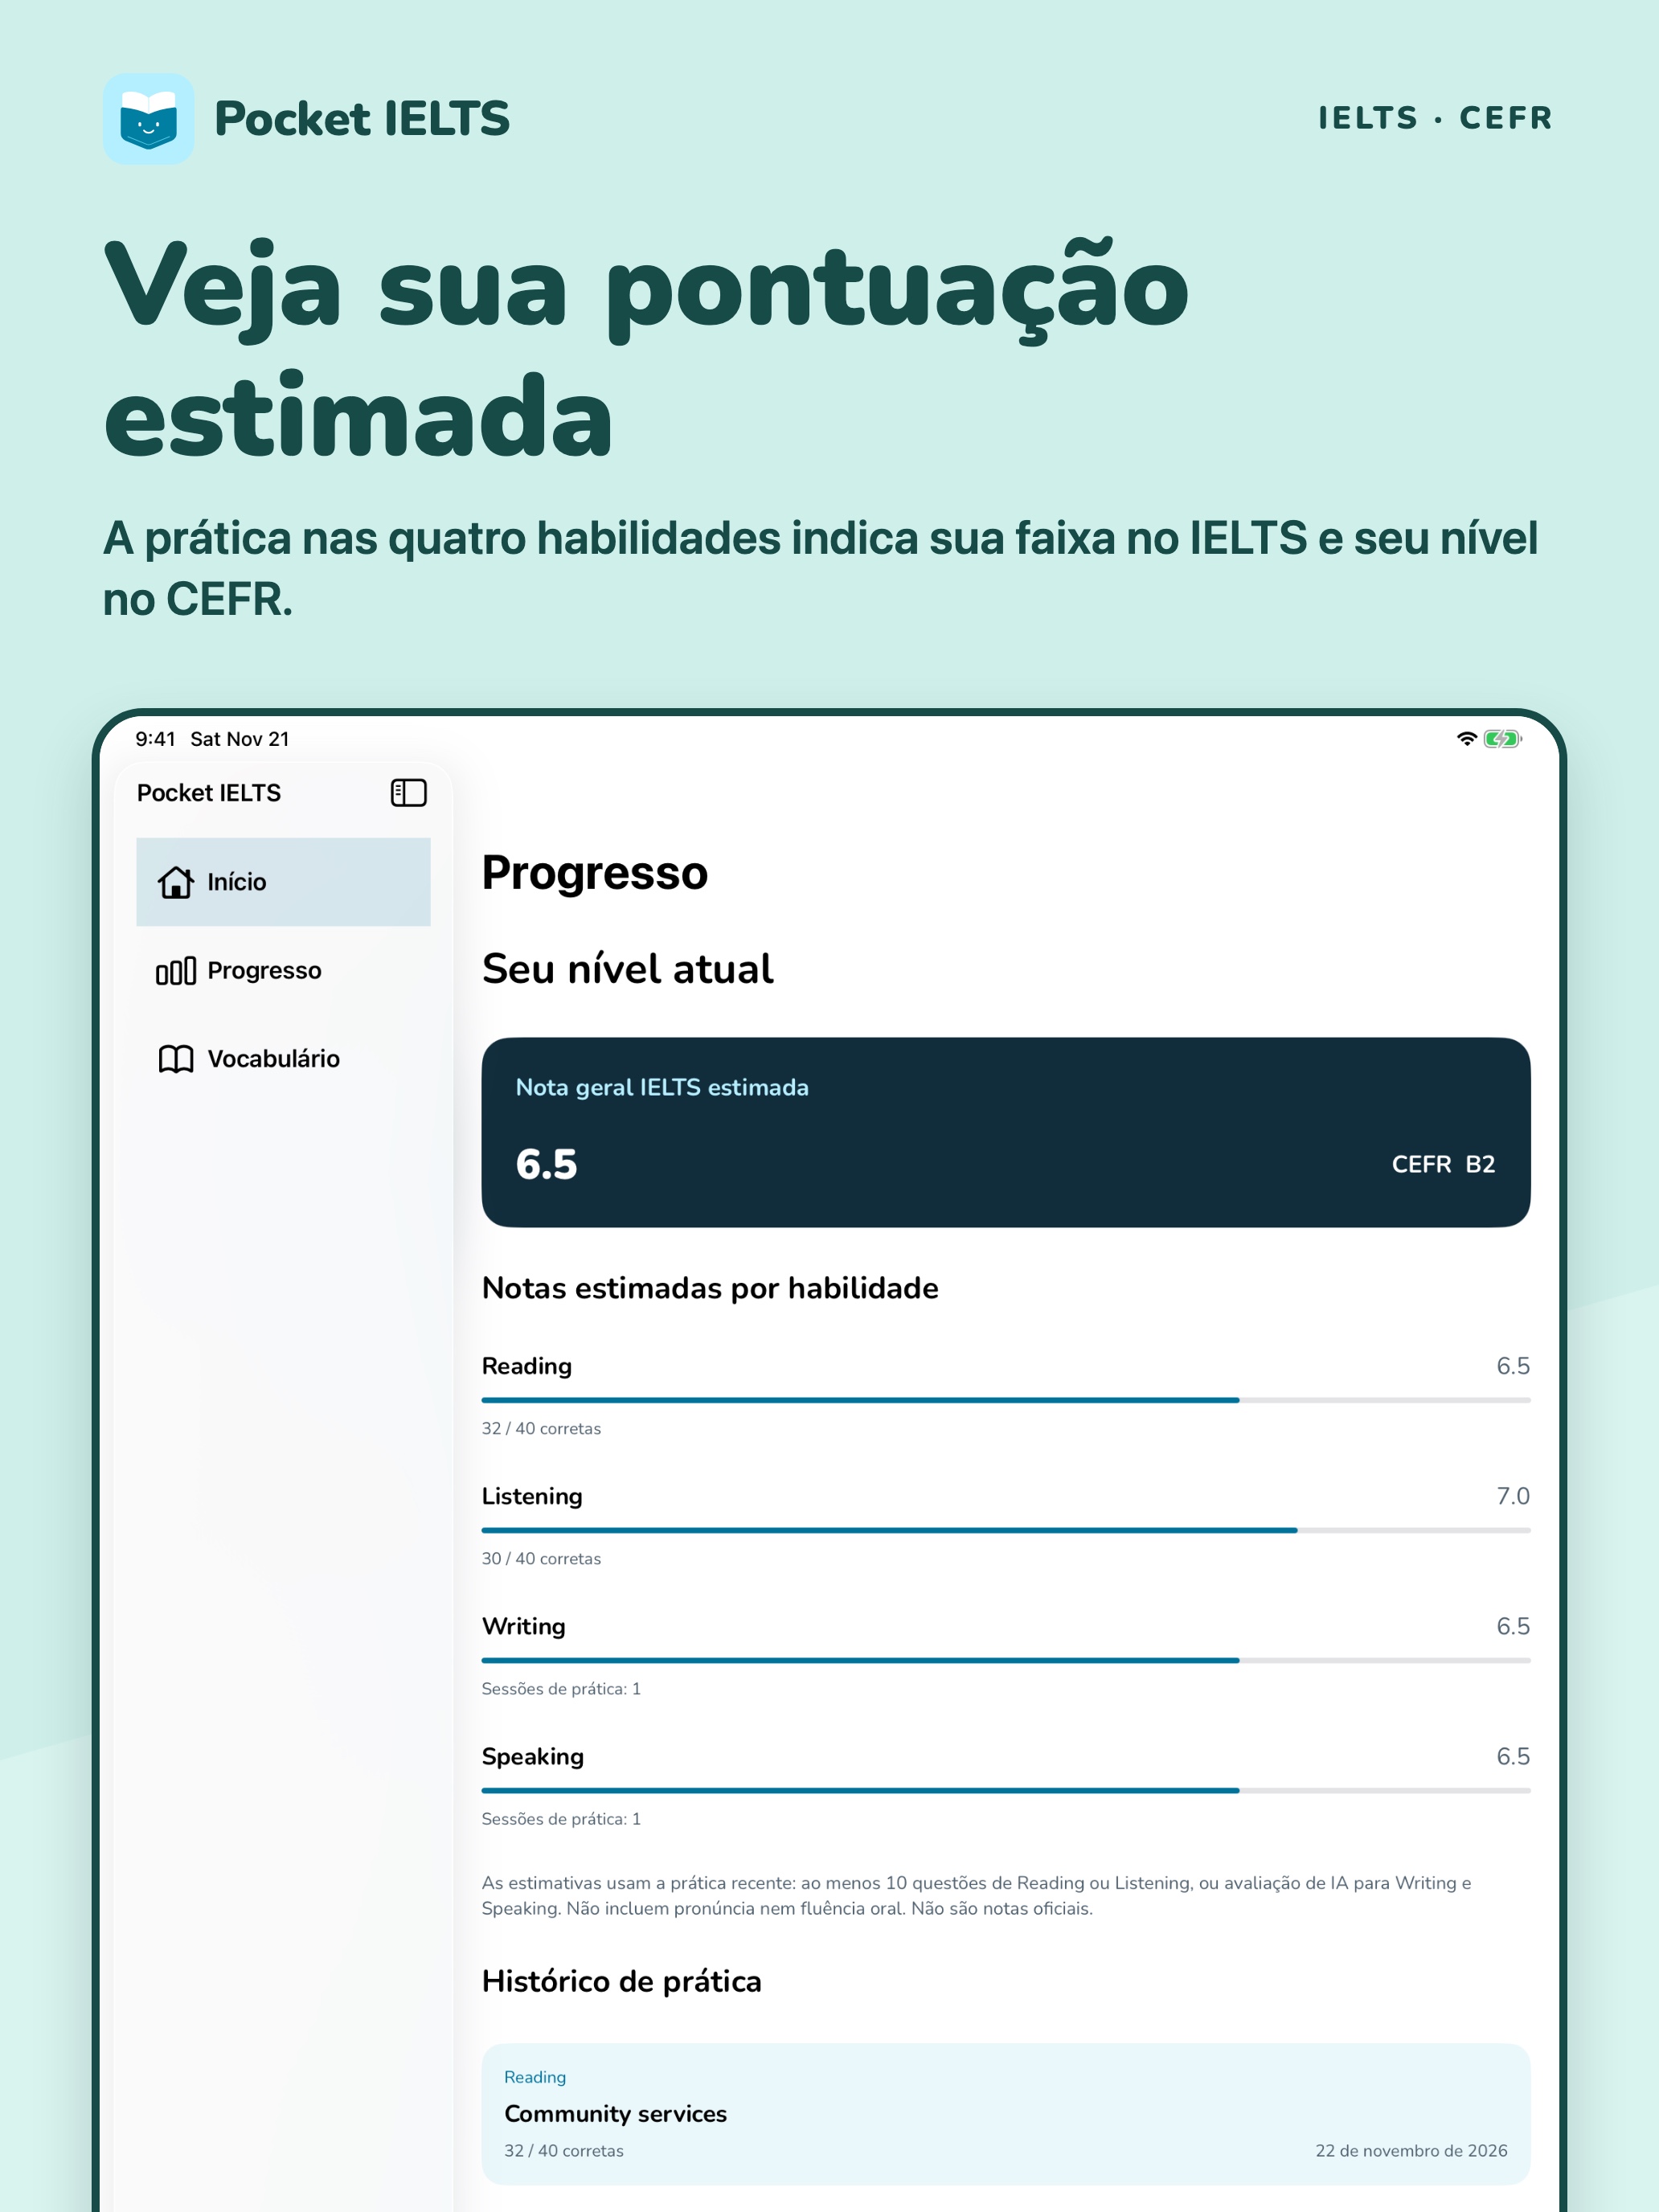 Pocket IELTS
IELTS · CEFR
Veja sua pontuação
estimada
A prática nas quatro habilidades indica sua faixa no IELTS e seu nível
no CEFR.
9:41 Sat Nov 21
Pocket IELTS
Início
Progresso
Vocabulário
Progresso
Seu nível atual
Nota geral IELTS estimada
6.5
CEFR B2
Notas estimadas por habilidade
Reading 6.5
32 / 40 corretas
Listening 7.0
30 / 40 corretas
Writing 6.5
Sessões de prática: 1
Speaking 6.5
Sessões de prática: 1
As estimativas usam a prática recente: ao menos 10 questões de Reading ou Listening, ou avaliação de IA para Writing e
Speaking. Não incluem pronúncia nem fluência oral. Não são notas oficiais.
Histórico de prática
Reading
Community services
32 / 40 corretas 22 de novembro de 2026